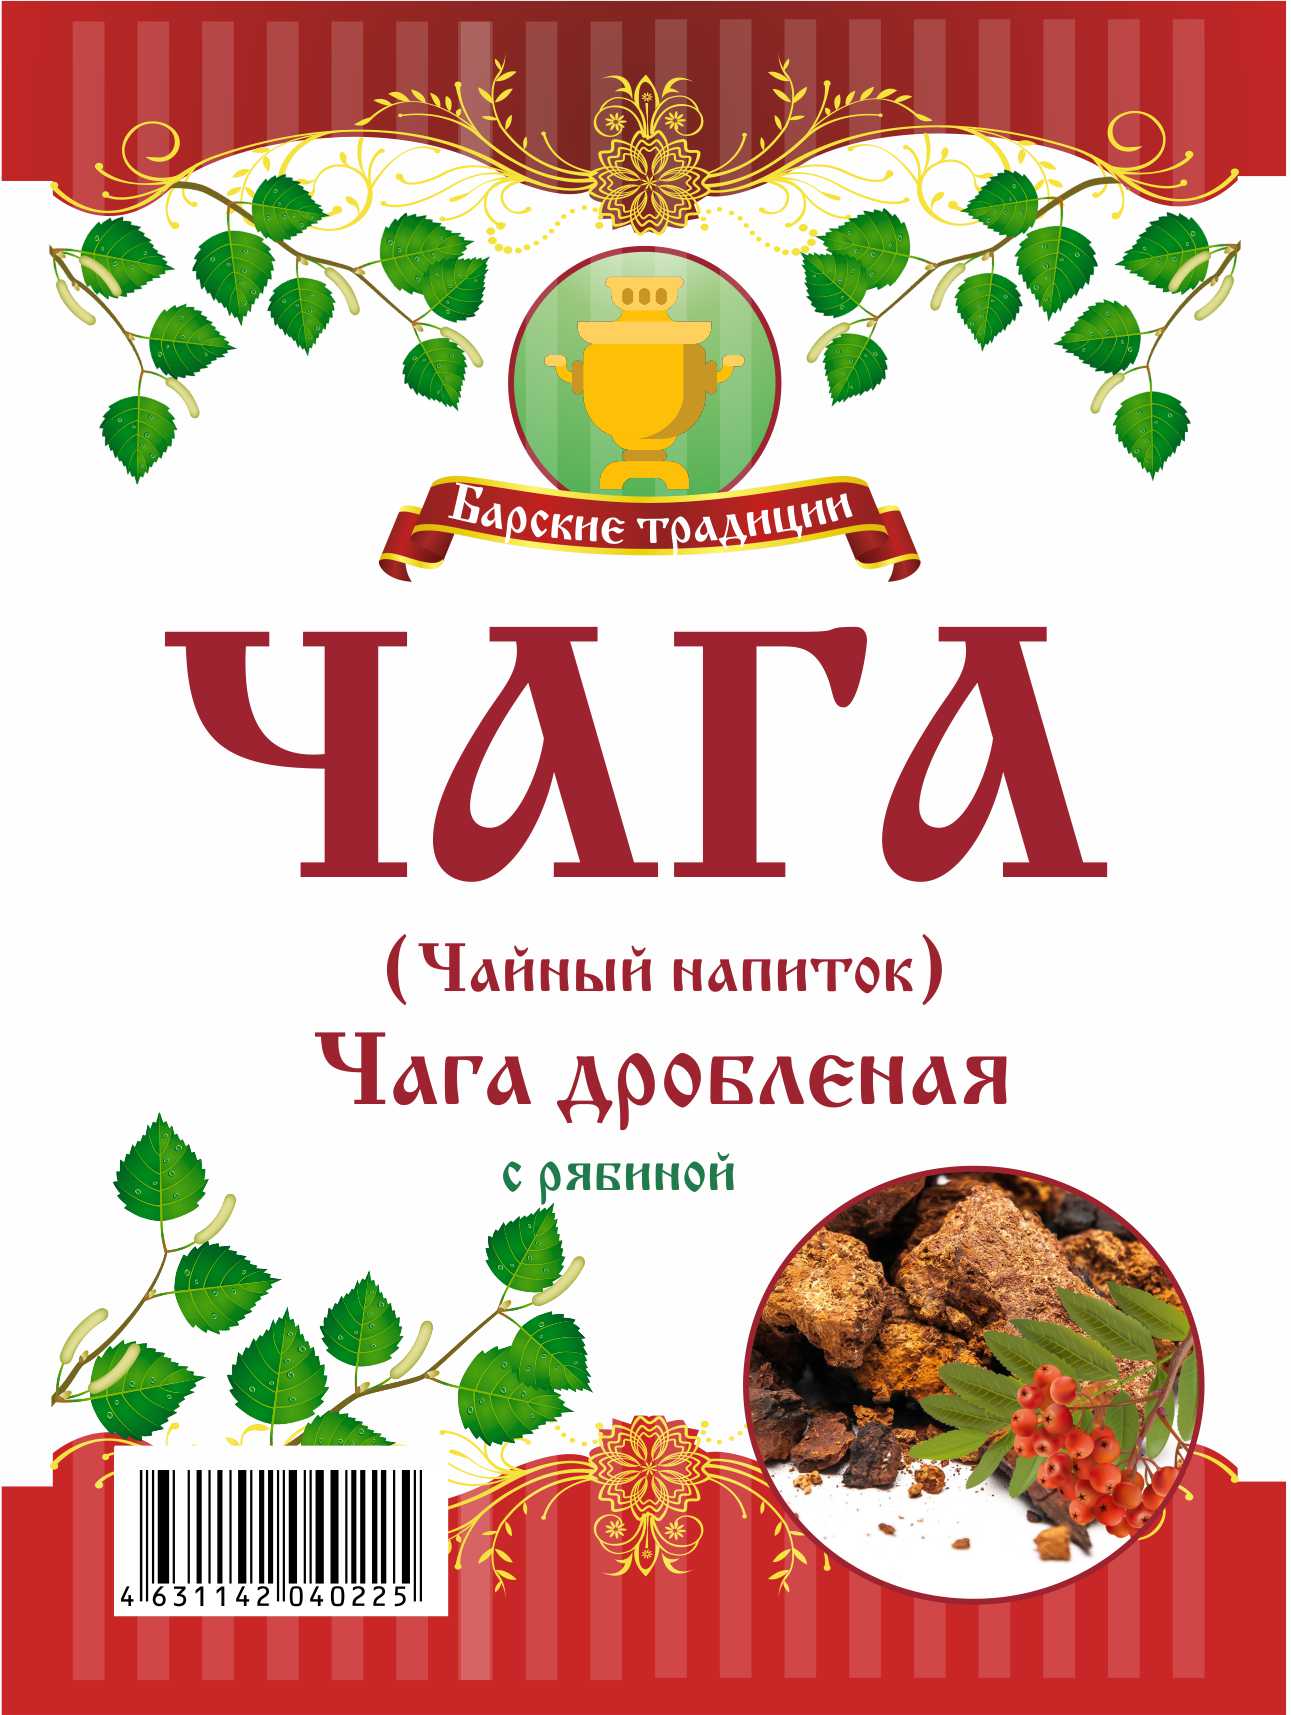 Барские традиции
ЧАГА
(Чайный напиток)
Чага дробленая
с рябиной
4 631142 040225